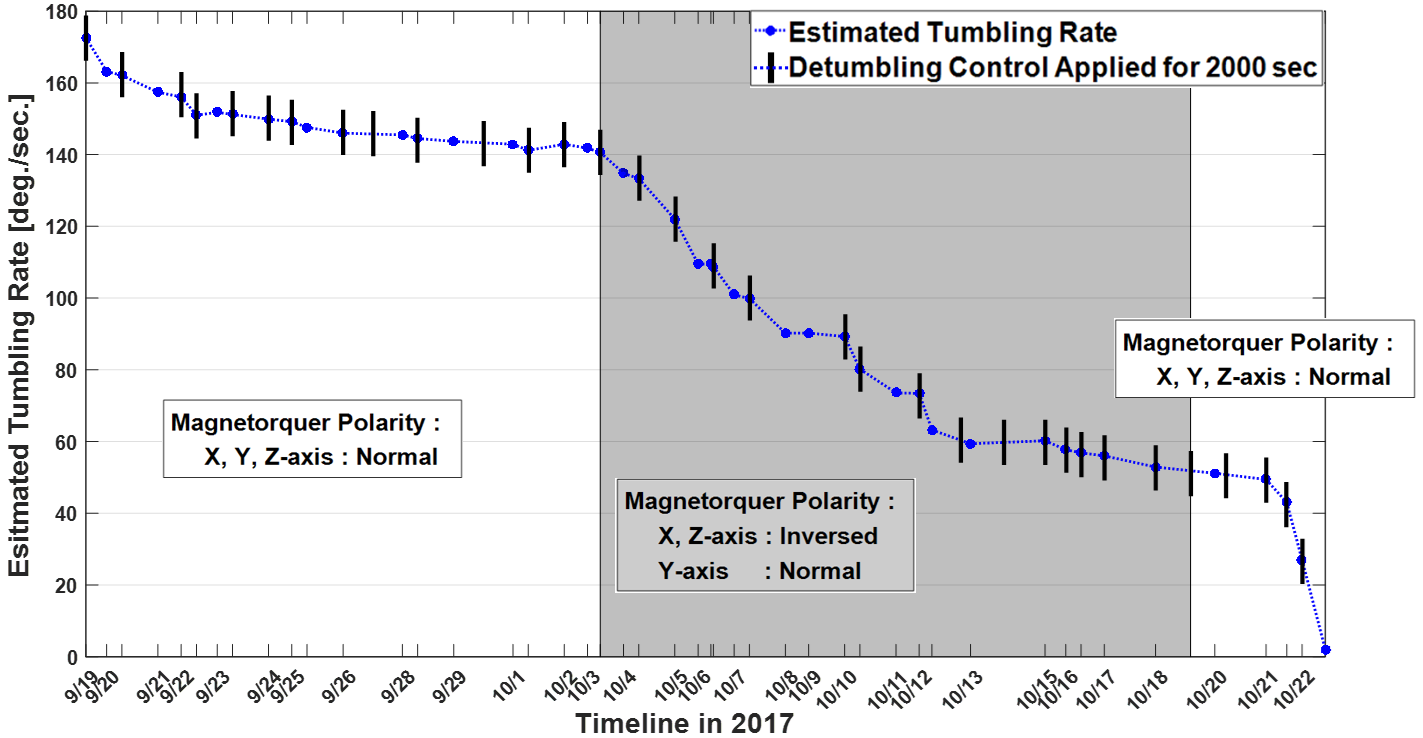 Estimated Tumbling Rate
Detumbling Control Applied for 2000 sec
Esitmated Tumbling Rate [deg./sec.]
180
160
140
120
100
80
60
40
20
0
Magnetorquer Polarity :
X, Y, Z-axis : Normal
Magnetorquer Polarity :
X, Z-axis : Inversed
Y-axis : Normal
Magnetorquer Polarity :
X, Y, Z-axis : Normal
9/19 9/20 9/21 9/22 9/23 9/24 9/25 9/26 9/28 9/29 10/1 10/2 10/3 10/4 10/5 10/6 10/7 10/8 10/9 10/10 10/11 10/12 10/13 10/15 10/16 10/17 10/18 10/20 10/21 10/22
Timeline in 2017